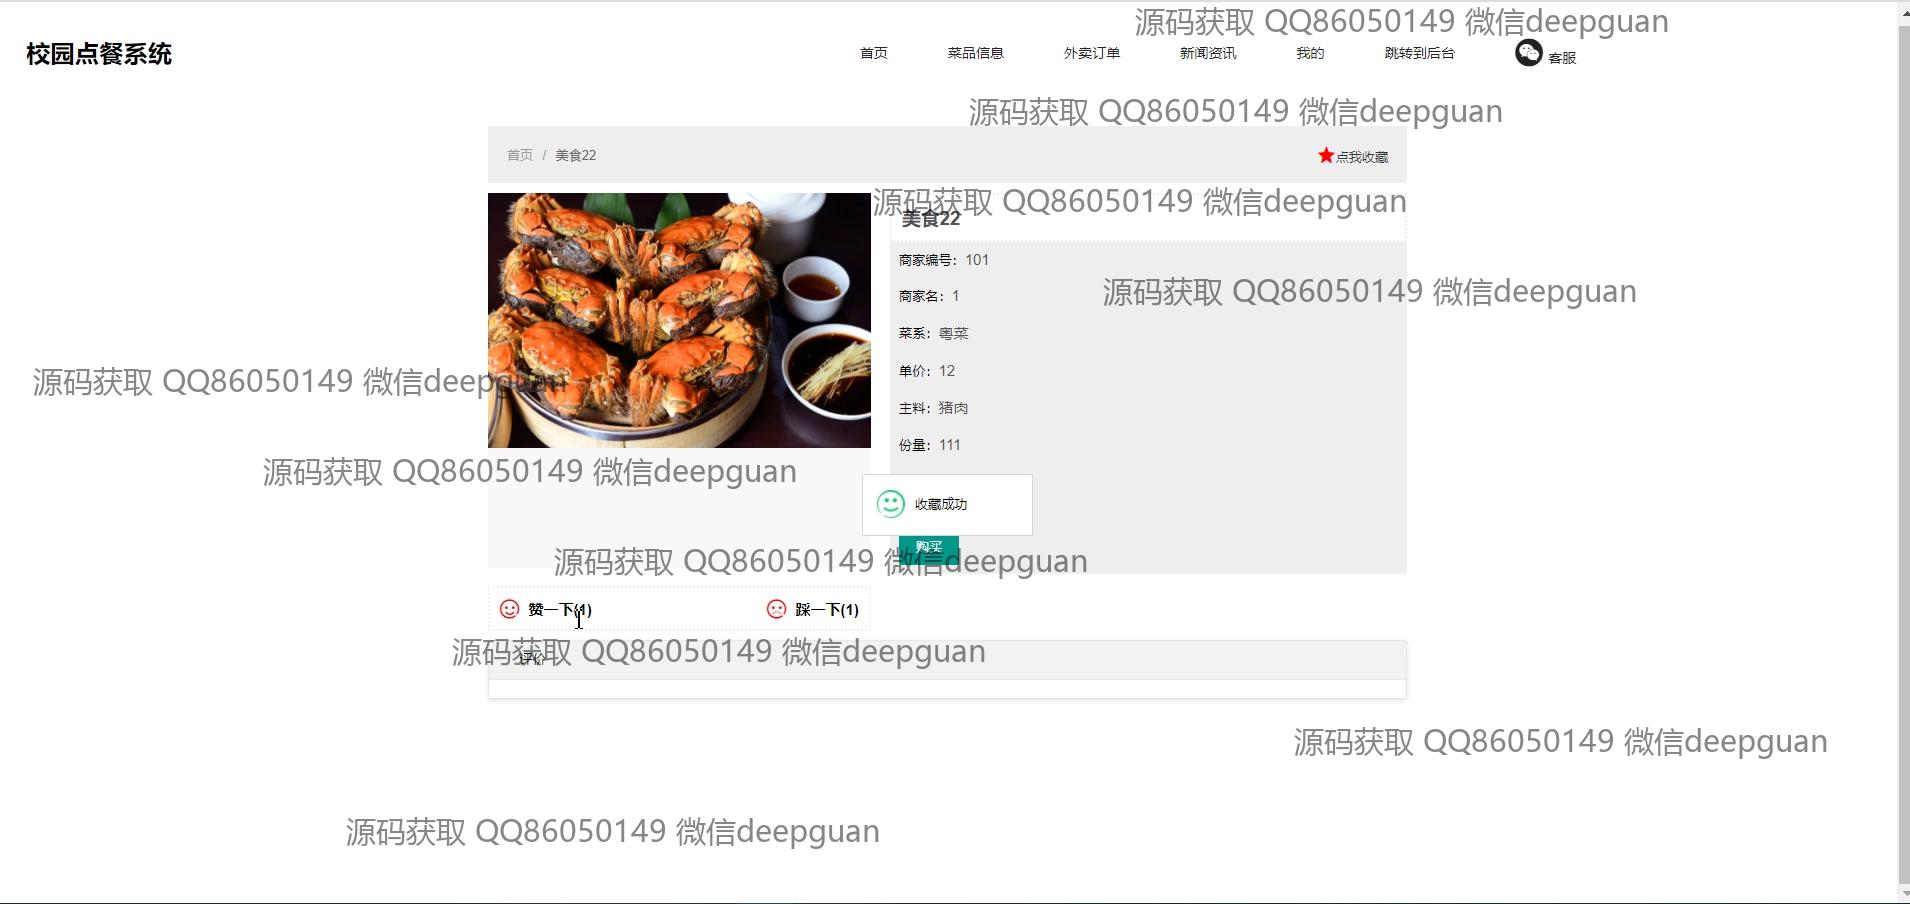 源码获取 QQ86050149 微信deepguan
校园点餐系统
首页 菜品信息 外卖订单 新闻资讯 我的 跳转到后台 客服
源码获取 QQ86050149 微信deepguan
首页 / 美食22
点我收藏
源码获取 QQ86050149 微信deepguan
美食22
商家编号：101
源码获取 QQ86050149 微信deepguan
商家名：1
菜系：粤菜
单价：12
源码获取 QQ86050149 微信deepguan
主料：猪肉
份量：111
源码获取 QQ86050149 微信deepguan
收藏成功
购买
源码获取 QQ86050149 微信deepguan
赞一下(1) 踩一下(1)
源码获取 QQ86050149 微信deepguan
评价
源码获取 QQ86050149 微信deepguan
源码获取 QQ86050149 微信deepguan